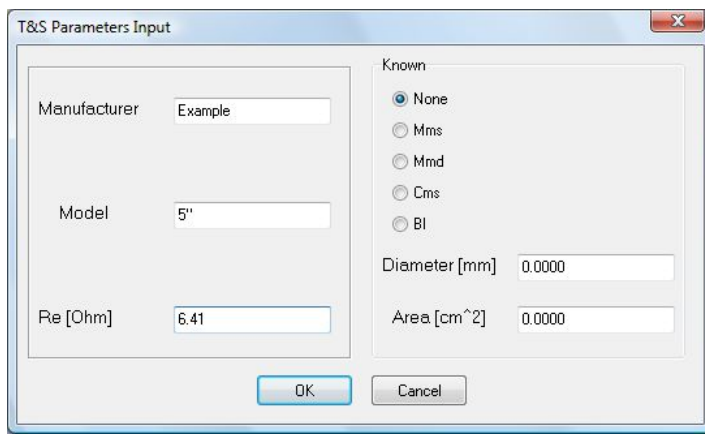 T&S Parameters Input
Manufacturer Example
Model 5"
Re [Ohm] 6.41
Known
None
Mms
Mmd
Cms
Bl
Diameter [mm] 0.0000
Area [cm^2] 0.0000
OK Cancel